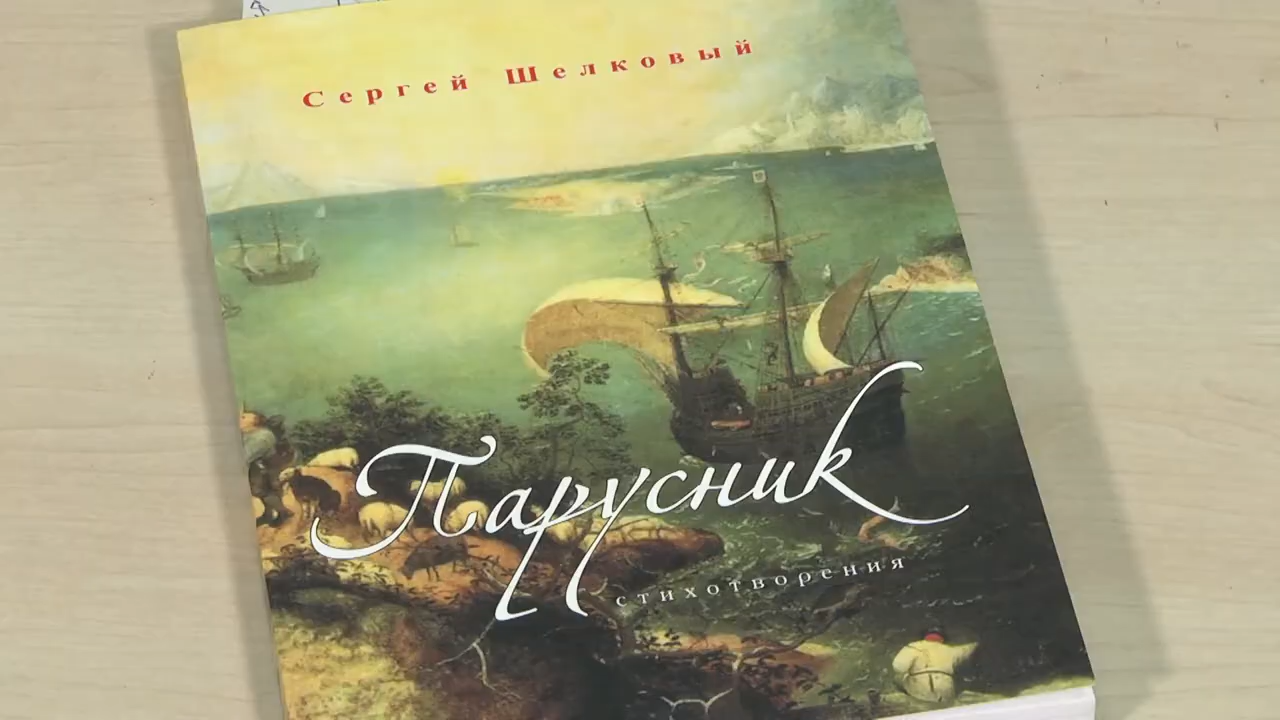 Сергей Шелковый
Парусник
стихотворения